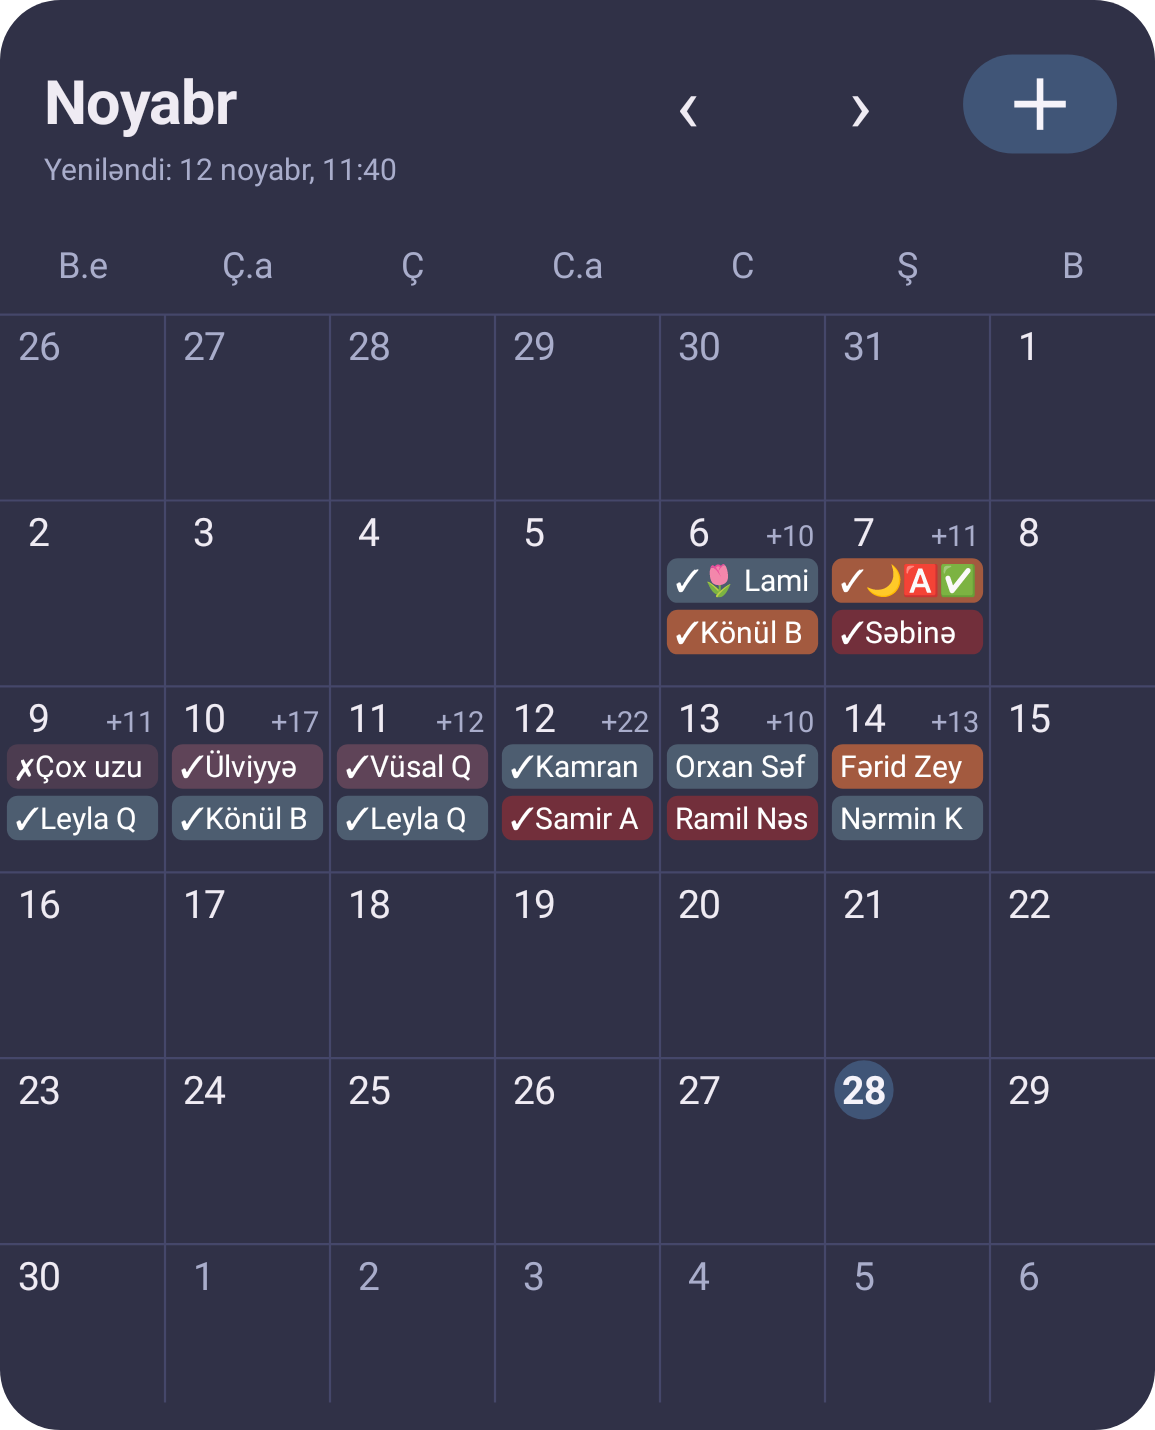 Noyabr
‹ › +
Yeniləndi: 12 noyabr, 11:40
B.e Ç.a Ç C.a C Ş B
26 27 28 29 30 31 1
2 3 4 5 6 +10 7 +11 8
✓🌷 Lami ✓🌙🅰️✅
✓Könül B ✓Səbinə
9 +11 10 +17 11 +12 12 +22 13 +10 14 +13 15
✗Çox uzu ✓Ülviyyə ✓Vüsal Q ✓Kamran Orxan Səf Fərid Zey
✓Leyla Q ✓Könül B ✓Leyla Q ✓Samir A Ramil Nəs Nərmin K
16 17 18 19 20 21 22
23 24 25 26 27 28 29
30 1 2 3 4 5 6